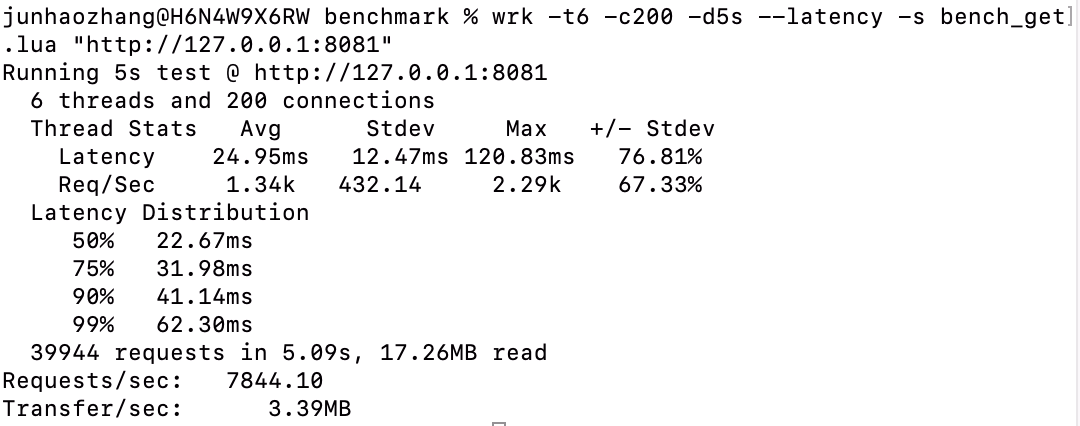 junhaozhang@H6N4W9X6RW benchmark % wrk -t6 -c200 -d5s --latency -s bench_get]
.lua "http://127.0.0.1:8081"
Running 5s test @ http://127.0.0.1:8081
  6 threads and 200 connections
  Thread Stats   Avg      Stdev     Max   +/- Stdev
    Latency    24.95ms   12.47ms 120.83ms   76.81%
    Req/Sec     1.34k   432.14     2.29k    67.33%
  Latency Distribution
     50%   22.67ms
     75%   31.98ms
     90%   41.14ms
     99%   62.30ms
  39944 requests in 5.09s, 17.26MB read
Requests/sec:   7844.10
Transfer/sec:      3.39MB